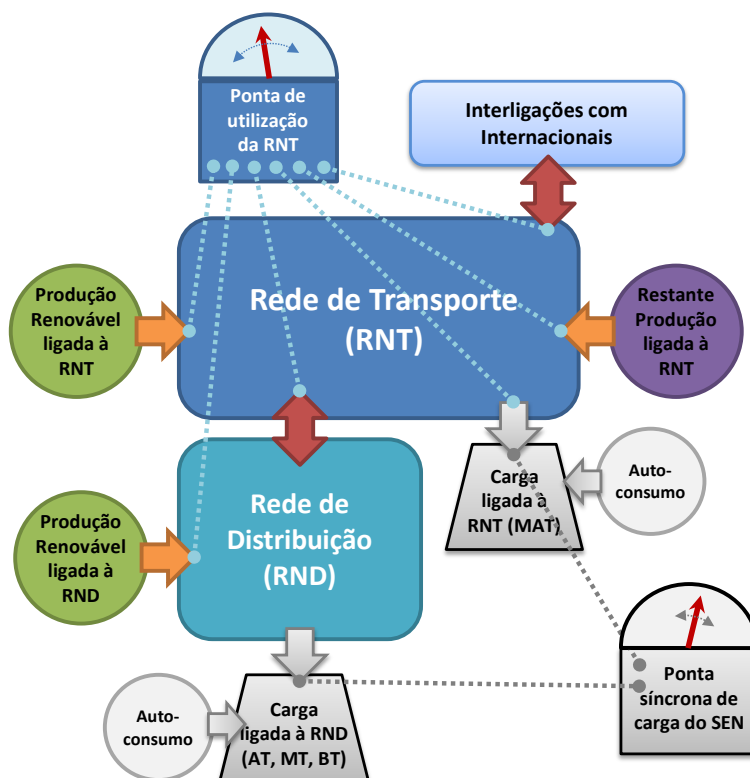 Ponta de
utilização
da RNT
Interligações com
Internacionais
Rede de Transporte
(RNT)
Produção
Renovável
ligada à
RNT
Restante
Produção
ligada à
RNT
Carga
ligada à
RNT (MAT)
Auto-
consumo
Rede de
Distribuição
(RND)
Produção
Renovável
ligada à
RND
Ponta
síncrona de
carga do SEN
Auto-
consumo
Carga
ligada à RND
(AT, MT, BT)